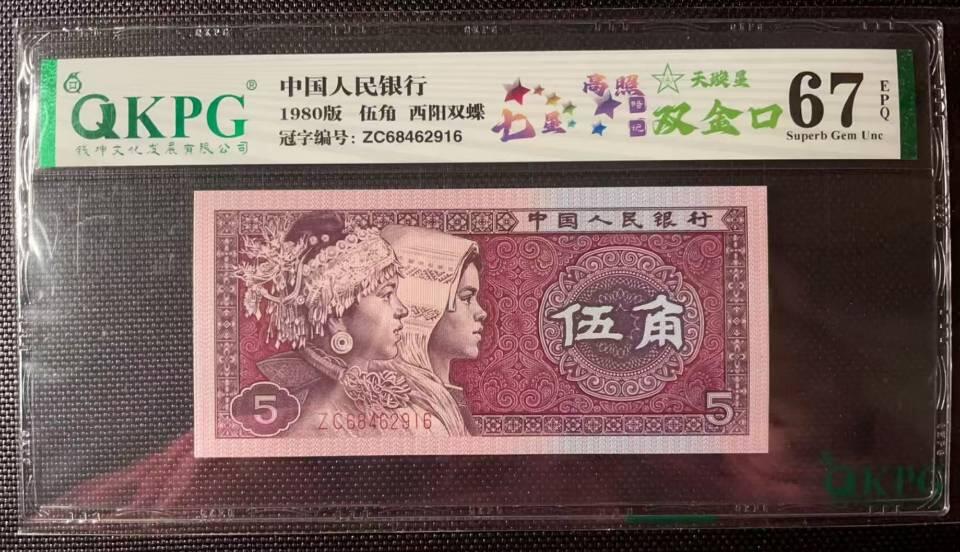 QKPG®
钱坤文化发展有限公司
中国人民银行
1980版 伍角 西阳双蝶
冠字编号: ZC68462916
七星
高照
天璇星
双金口
67
EPQ
Superb Gem Unc
中国人民银行
伍角
5
ZC68462916
5
QKPG